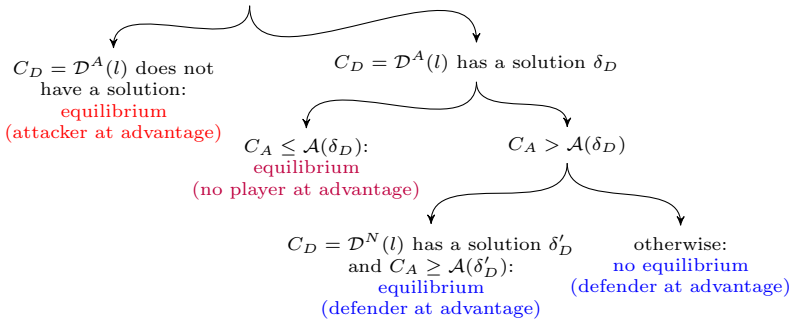 C_D = 𝒟^A(l) does not
have a solution:
equilibrium
(attacker at advantage)
C_D = 𝒟^A(l) has a solution δ_D
C_A ≤ 𝒜(δ_D):
equilibrium
(no player at advantage)
C_A > 𝒜(δ_D)
C_D = 𝒟^N(l) has a solution δ′_D
and C_A ≥ 𝒜(δ′_D):
equilibrium
(defender at advantage)
otherwise:
no equilibrium
(defender at advantage)